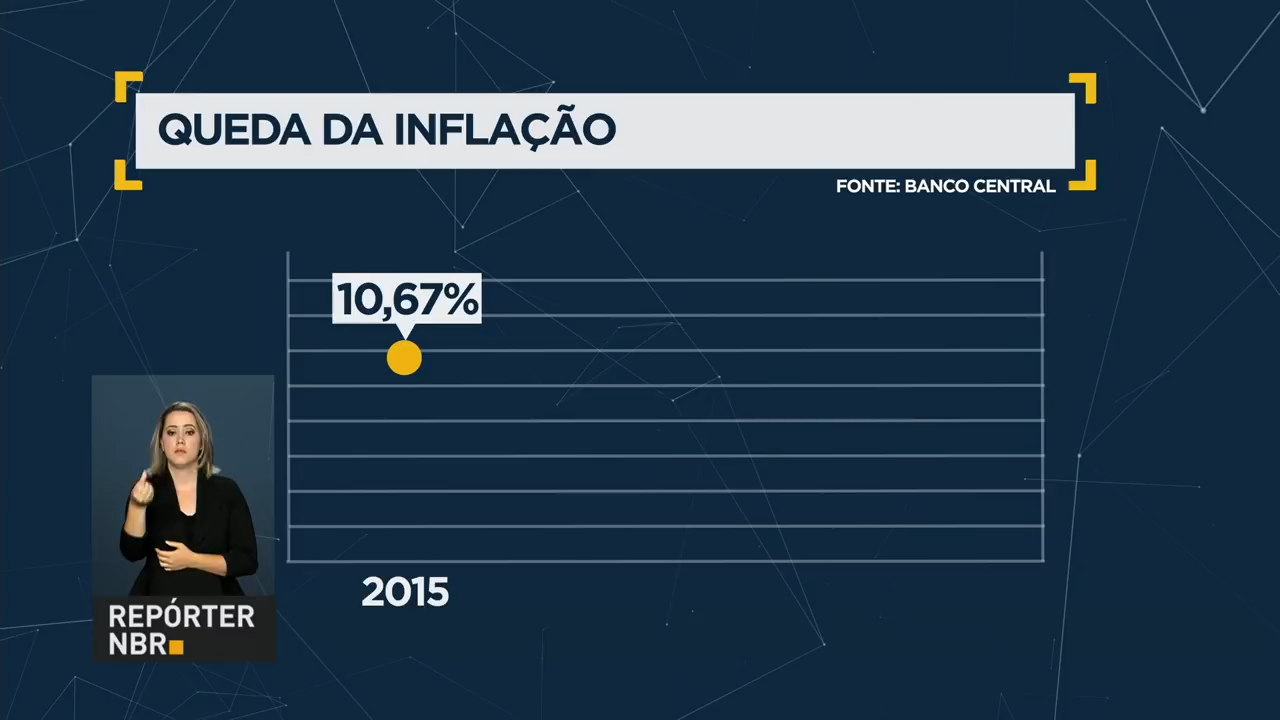 QUEDA DA INFLAÇÃO
FONTE: BANCO CENTRAL
10,67%
2015
REPÓRTER
NBR